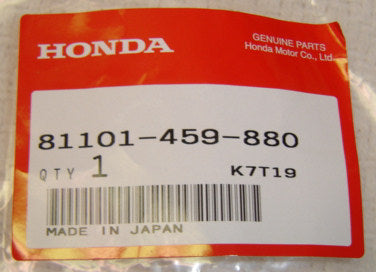 HONDA
GENUINE PARTS
Honda Motor Co., Ltd.
81101-459-880
QTY 1 K7T19
MADE IN JAPAN